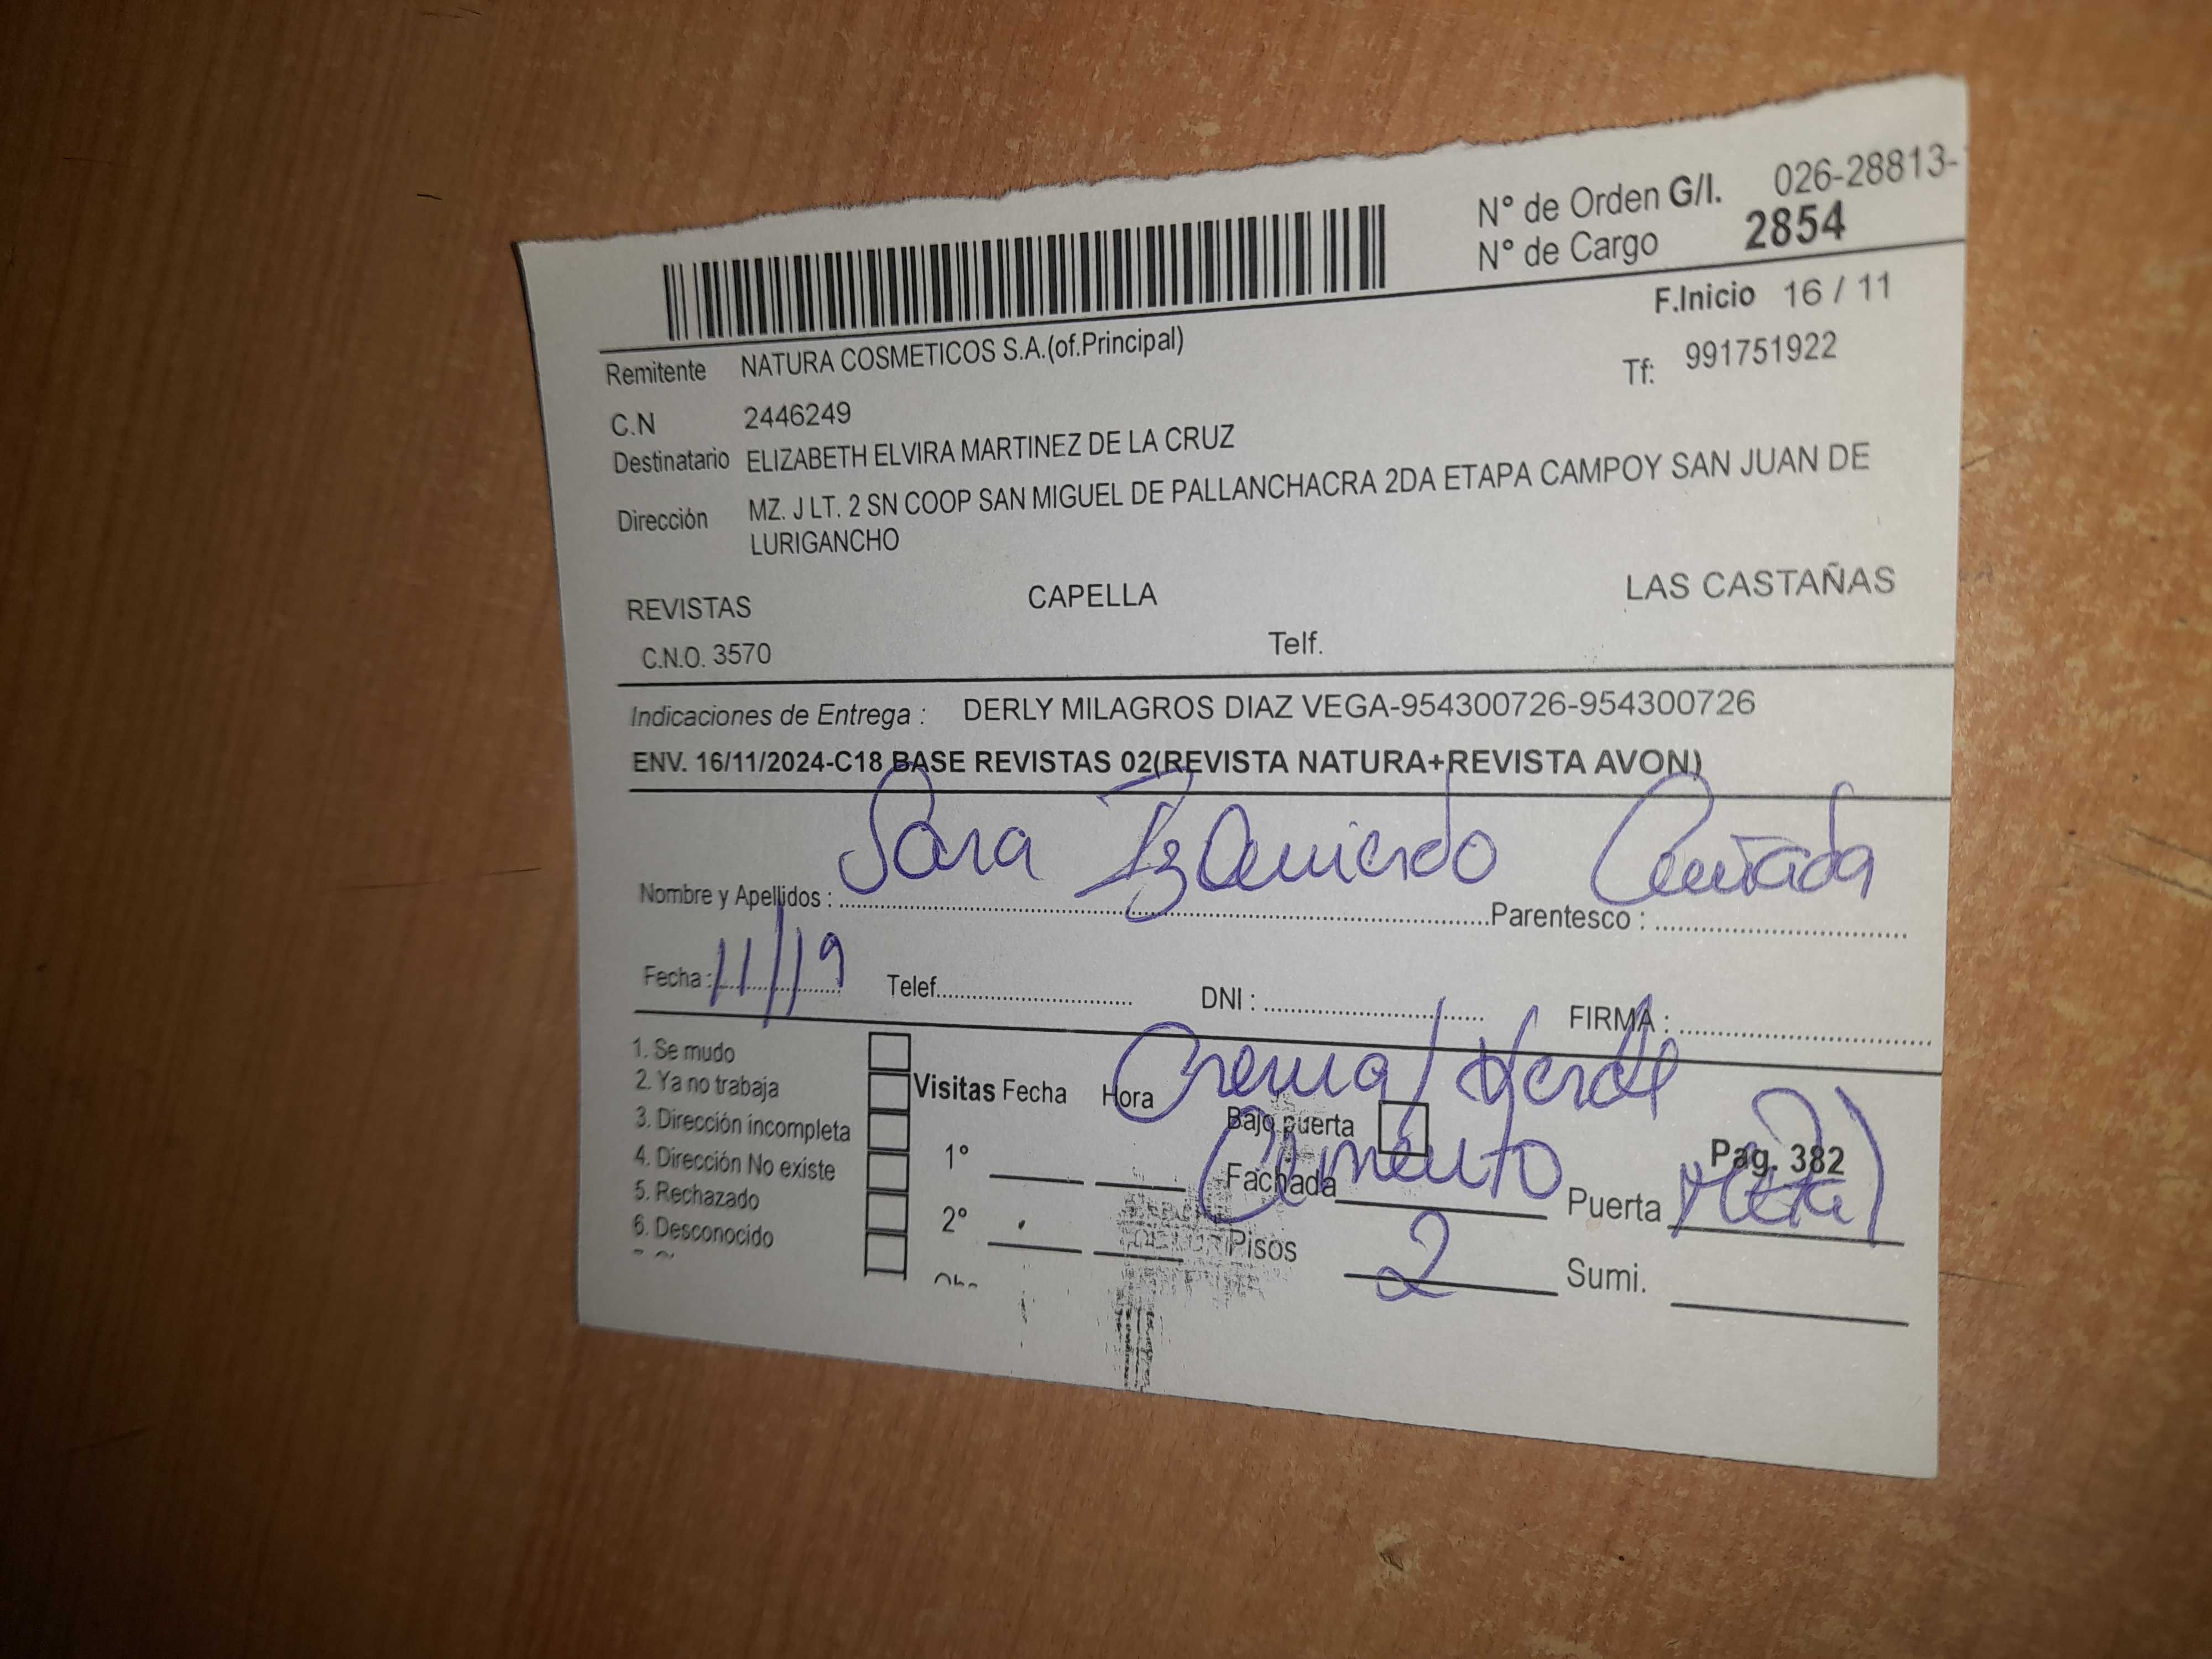 N° de Orden G/I. 026-28813-
N° de Cargo 2854
F.Inicio 16 / 11
Remitente NATURA COSMETICOS S.A.(of.Principal)
Tf: 991751922
C.N 2446249
Destinatario ELIZABETH ELVIRA MARTINEZ DE LA CRUZ
Dirección MZ. J LT. 2 SN COOP SAN MIGUEL DE PALLANCHACRA 2DA ETAPA CAMPOY SAN JUAN DE
LURIGANCHO
REVISTAS CAPELLA LAS CASTAÑAS
C.N.O. 3570 Telf.
Indicaciones de Entrega : DERLY MILAGROS DIAZ VEGA-954300726-954300726
ENV. 16/11/2024-C18 BASE REVISTAS 02(REVISTA NATURA+REVISTA AVON)
Nombre y Apellidos : Sara Izquierdo Parentesco : Cuñada
Fecha : 11/19 Telef. DNI : FIRMA :
Crema / Verde
1. Se mudo
2. Ya no trabaja
3. Dirección incompleta
4. Dirección No existe
5. Rechazado
6. Desconocido
Visitas Fecha Hora
1°
2°
Bajo puerta
Pag. 382
Fachada Cemento Puerta Metal
Pisos 2 Sumi.